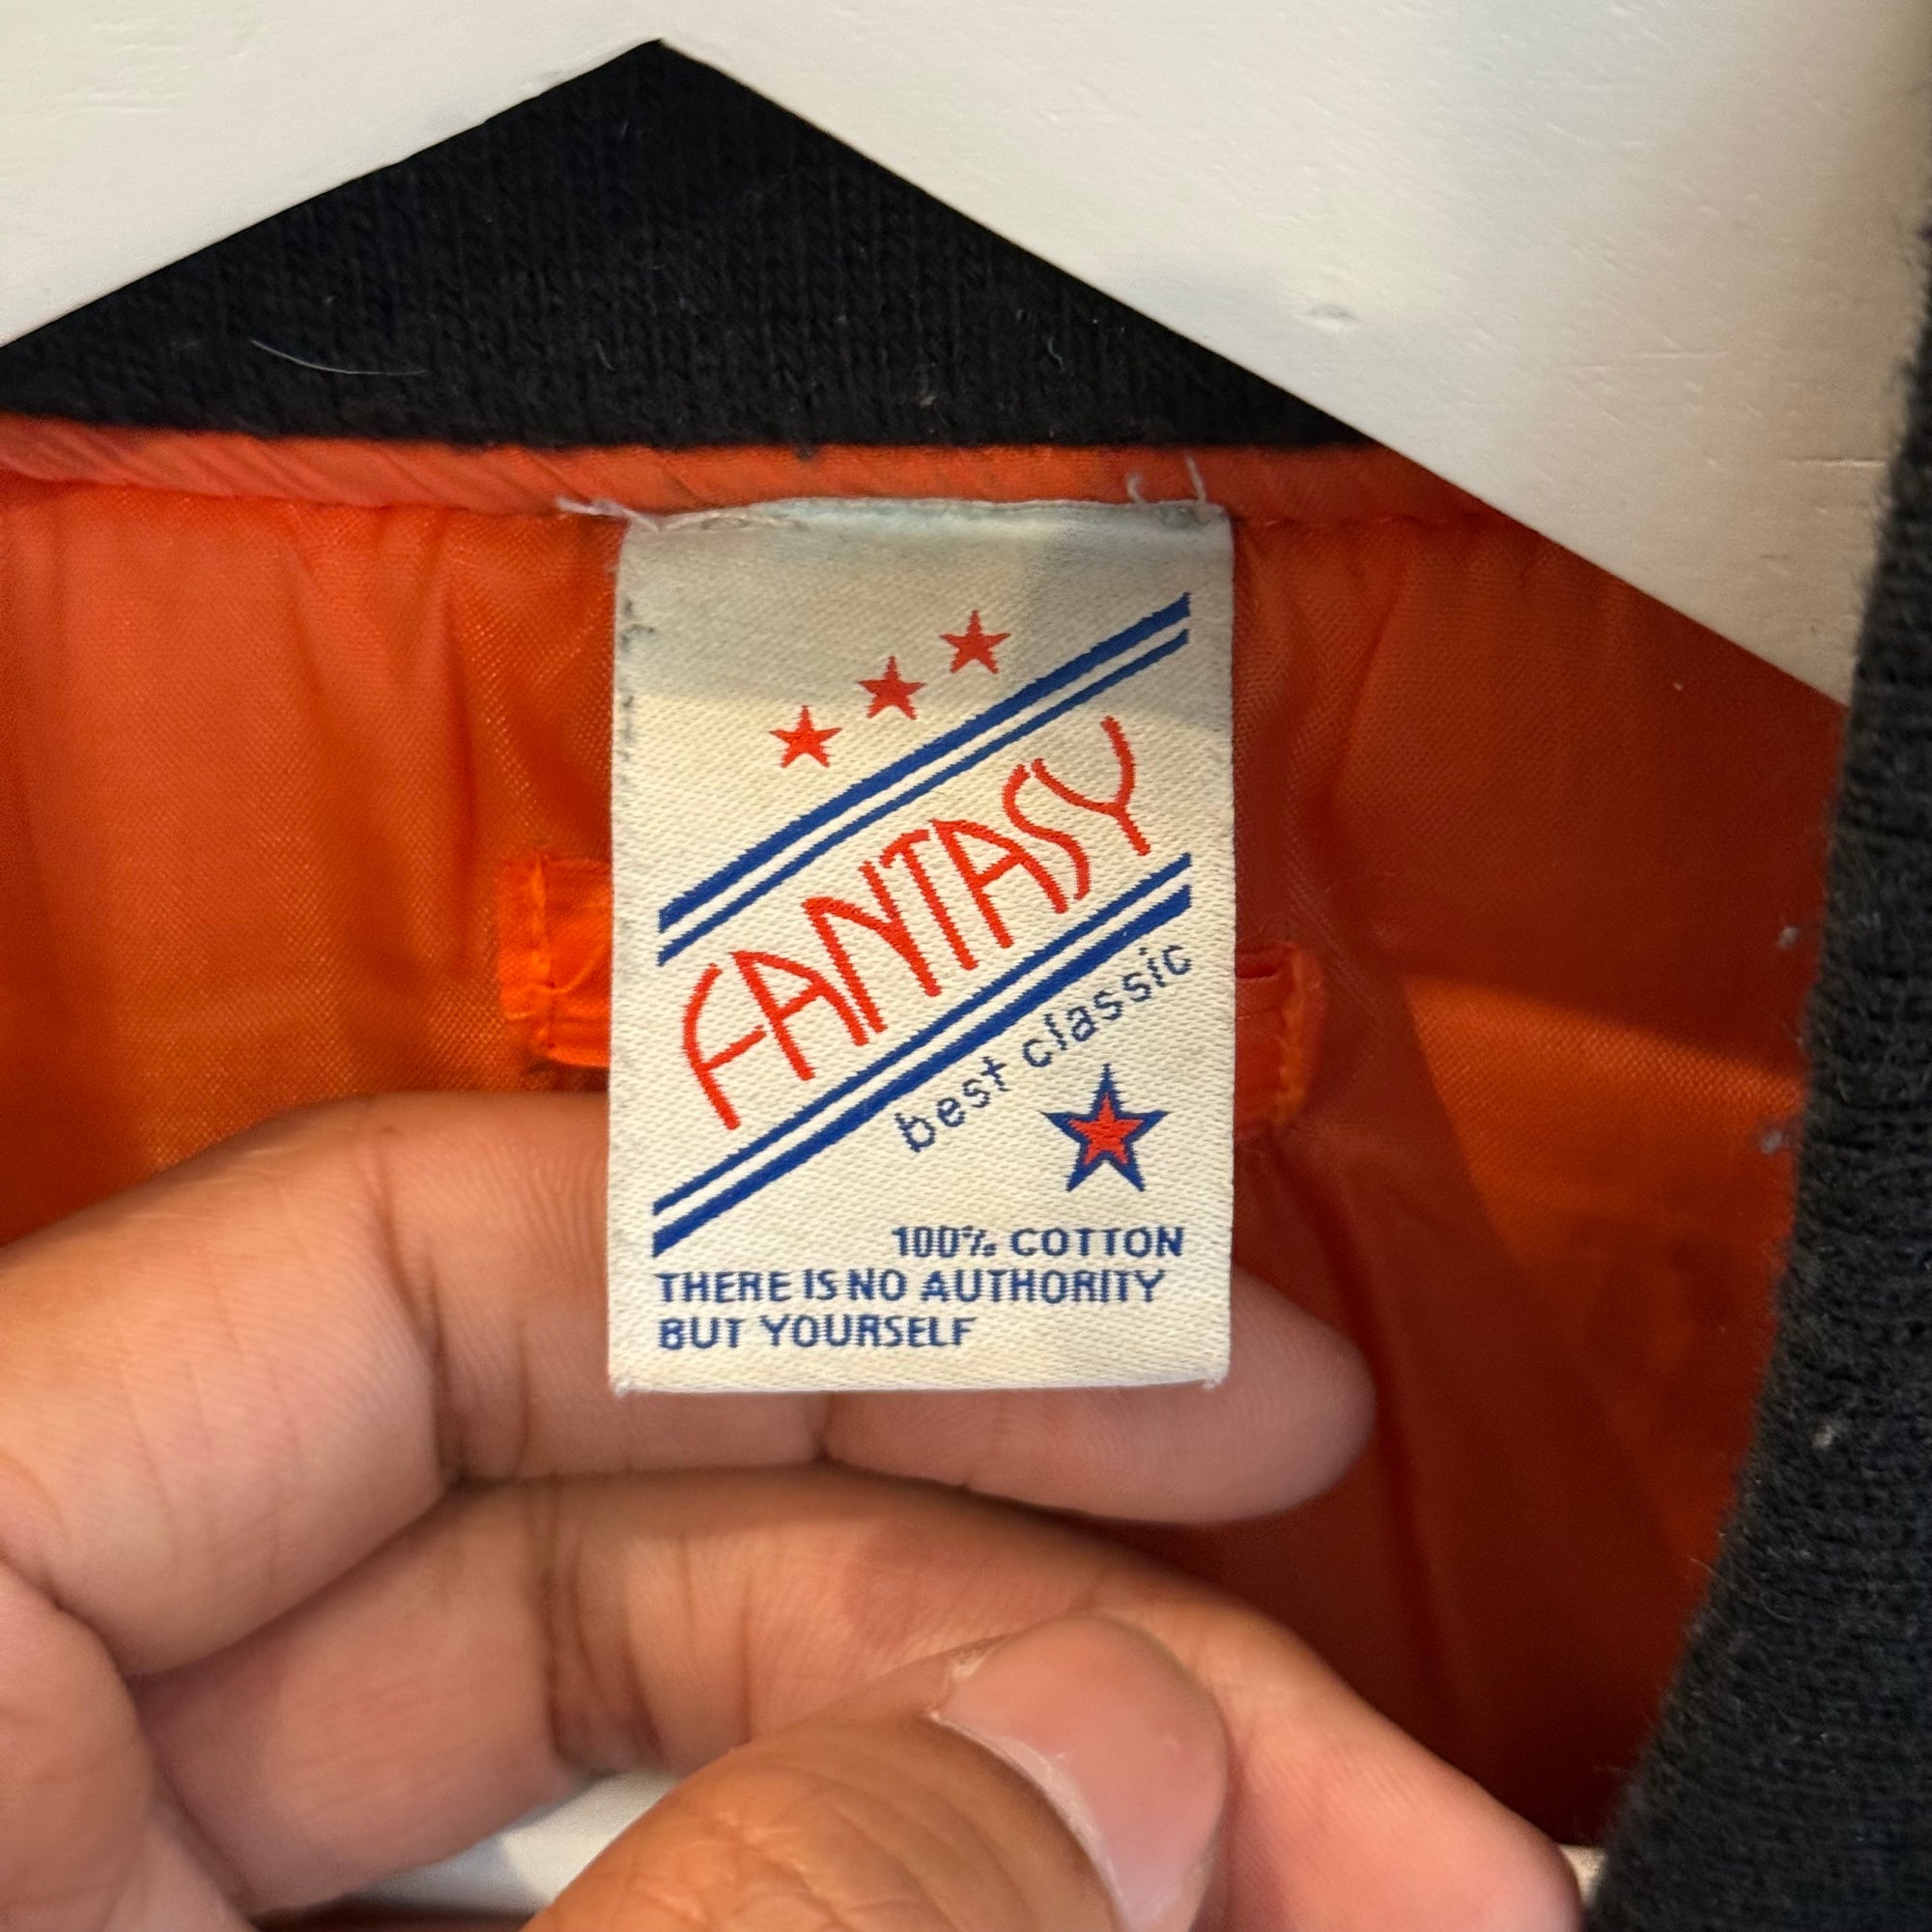 FANTASY
best classic
100% COTTON
THERE IS NO AUTHORITY
BUT YOURSELF